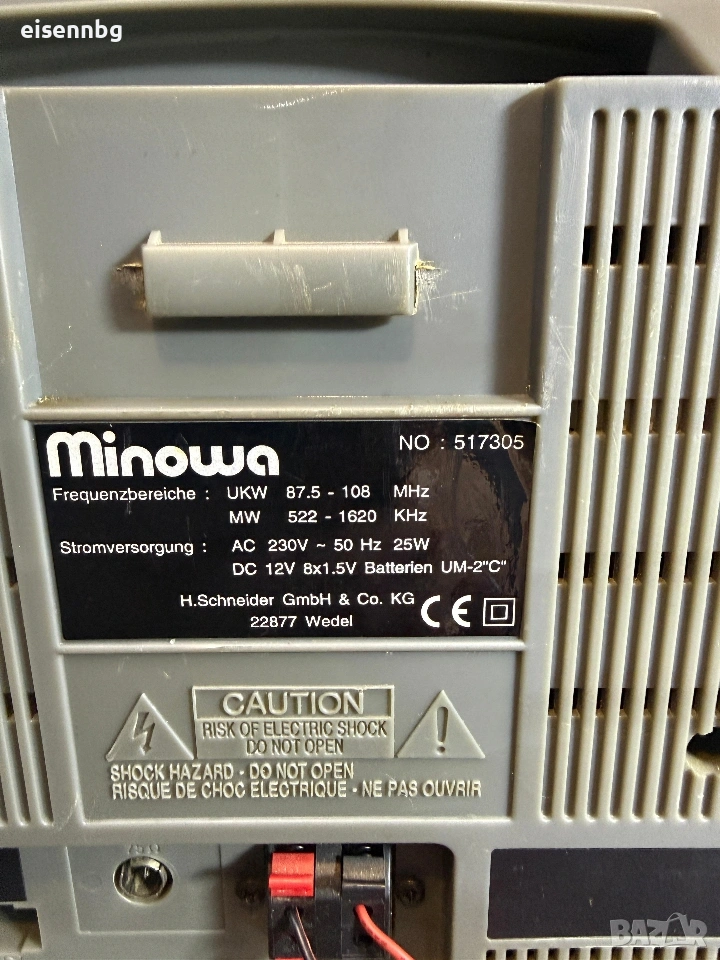 eisennbg
Minowa
NO : 517305
Frequenzbereiche : UKW 87.5 - 108 MHz
MW 522 - 1620 KHz
Stromversorgung : AC 230V ~ 50 Hz 25W
DC 12V 8x1.5V Batterien UM-2"C"
H.Schneider GmbH & Co. KG
22877 Wedel
CE
CAUTION
RISK OF ELECTRIC SHOCK
DO NOT OPEN
SHOCK HAZARD - DO NOT OPEN
RISQUE DE CHOC ELECTRIQUE - NE PAS OUVRIR
BAZAR